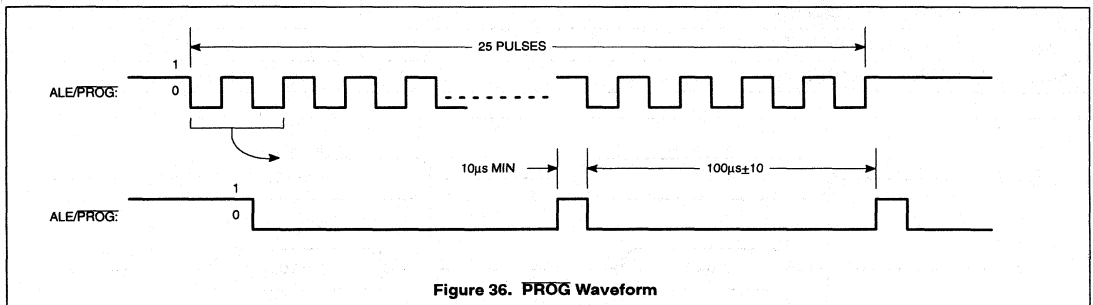 25 PULSES
1
ALE/PROG:
0
10µs MIN
100µs±10
1
ALE/PROG:
0
Figure 36. PROG Waveform